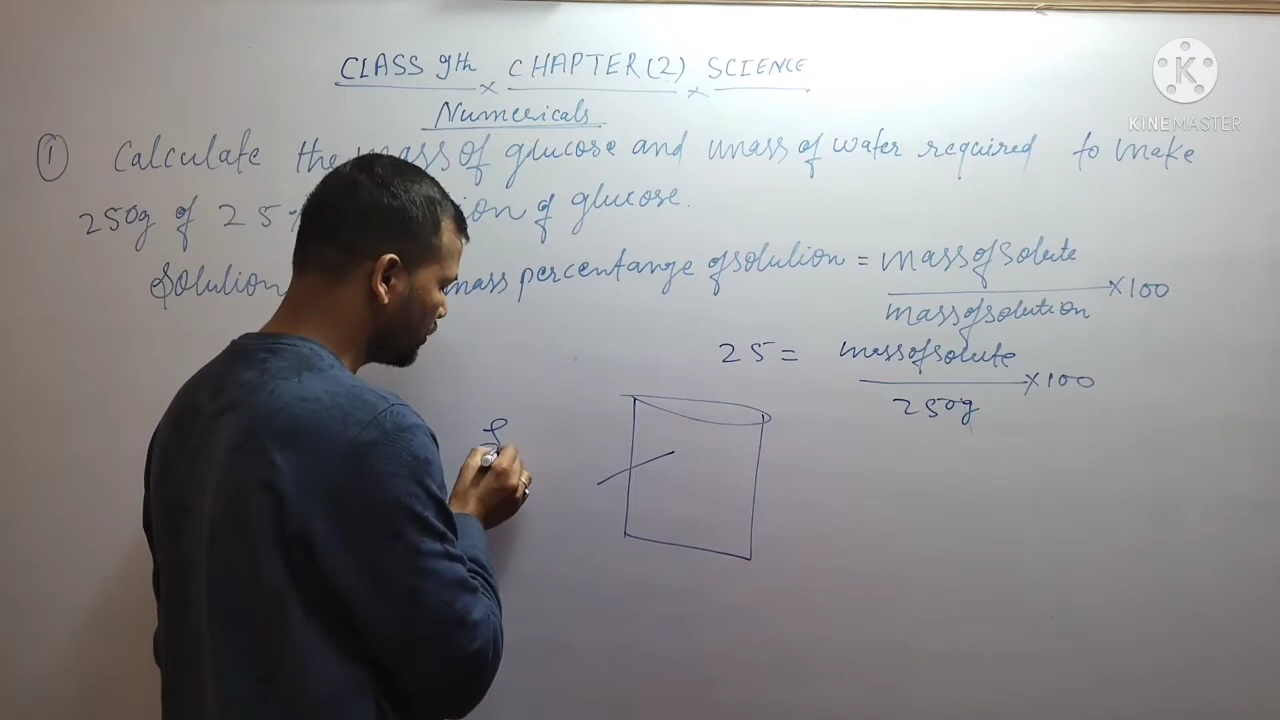 CLASS 9th × CHAPTER(2) × SCIENCE
Numericals
① Calculate the mass of glucose and mass of water required to make
250g of 25% of glucose.
Solution mass percentange of solution = mass of solute / mass of solution × 100
25 = mass of solute / 250g × 100
KINEMASTER